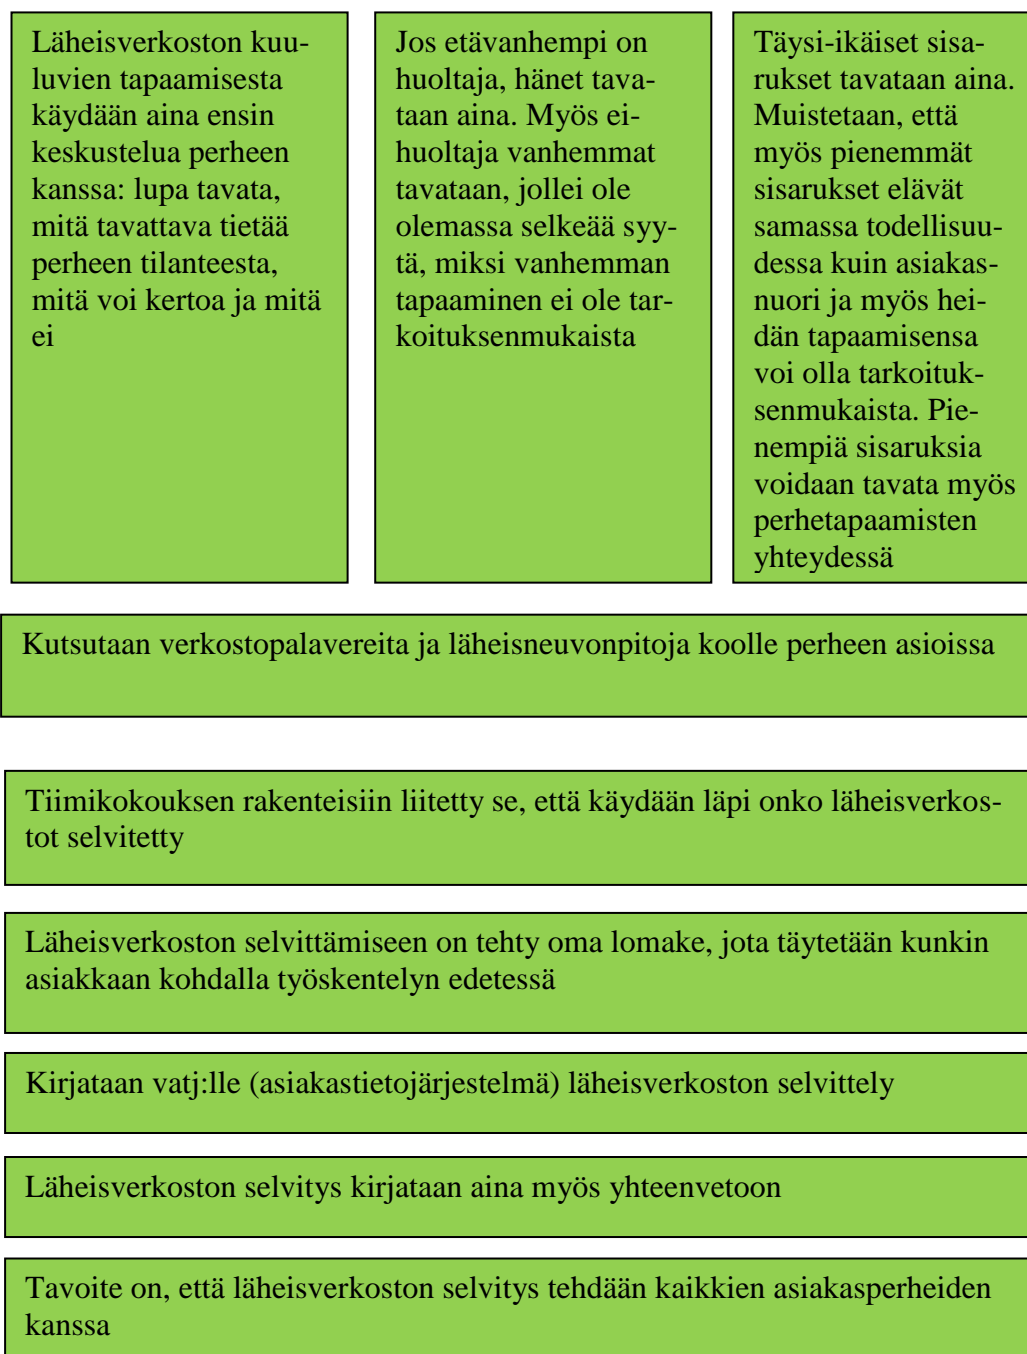 Läheisverkoston kuu-
luvien tapaamisesta
käydään aina ensin
keskustelua perheen
kanssa: lupa tavata,
mitä tavattava tietää
perheen tilanteesta,
mitä voi kertoa ja mitä
ei
Jos etävanhempi on
huoltaja, hänet tava-
taan aina. Myös ei-
huoltaja vanhemmat
tavataan, jollei ole
olemassa selkeää syy-
tä, miksi vanhemman
tapaaminen ei ole tar-
koituksenmukaista
Täysi-ikäiset sisa-
rukset tavataan aina.
Muistetaan, että
myös pienemmät
sisarukset elävät
samassa todellisuu-
dessa kuin asiakas-
nuori ja myös hei-
dän tapaamisensa
voi olla tarkoituk-
senmukaista. Pie-
nempiä sisaruksia
voidaan tavata myös
perhetapaamisten
yhteydessä
Kutsutaan verkostopalavereita ja läheisneuvonpitoja koolle perheen asioissa
Tiimikokouksen rakenteisiin liitetty se, että käydään läpi onko läheisverkos-
tot selvitetty
Läheisverkoston selvittämiseen on tehty oma lomake, jota täytetään kunkin
asiakkaan kohdalla työskentelyn edetessä
Kirjataan vatj:lle (asiakastietojärjestelmä) läheisverkoston selvittely
Läheisverkoston selvitys kirjataan aina myös yhteenvetoon
Tavoite on, että läheisverkoston selvitys tehdään kaikkien asiakasperheiden
kanssa